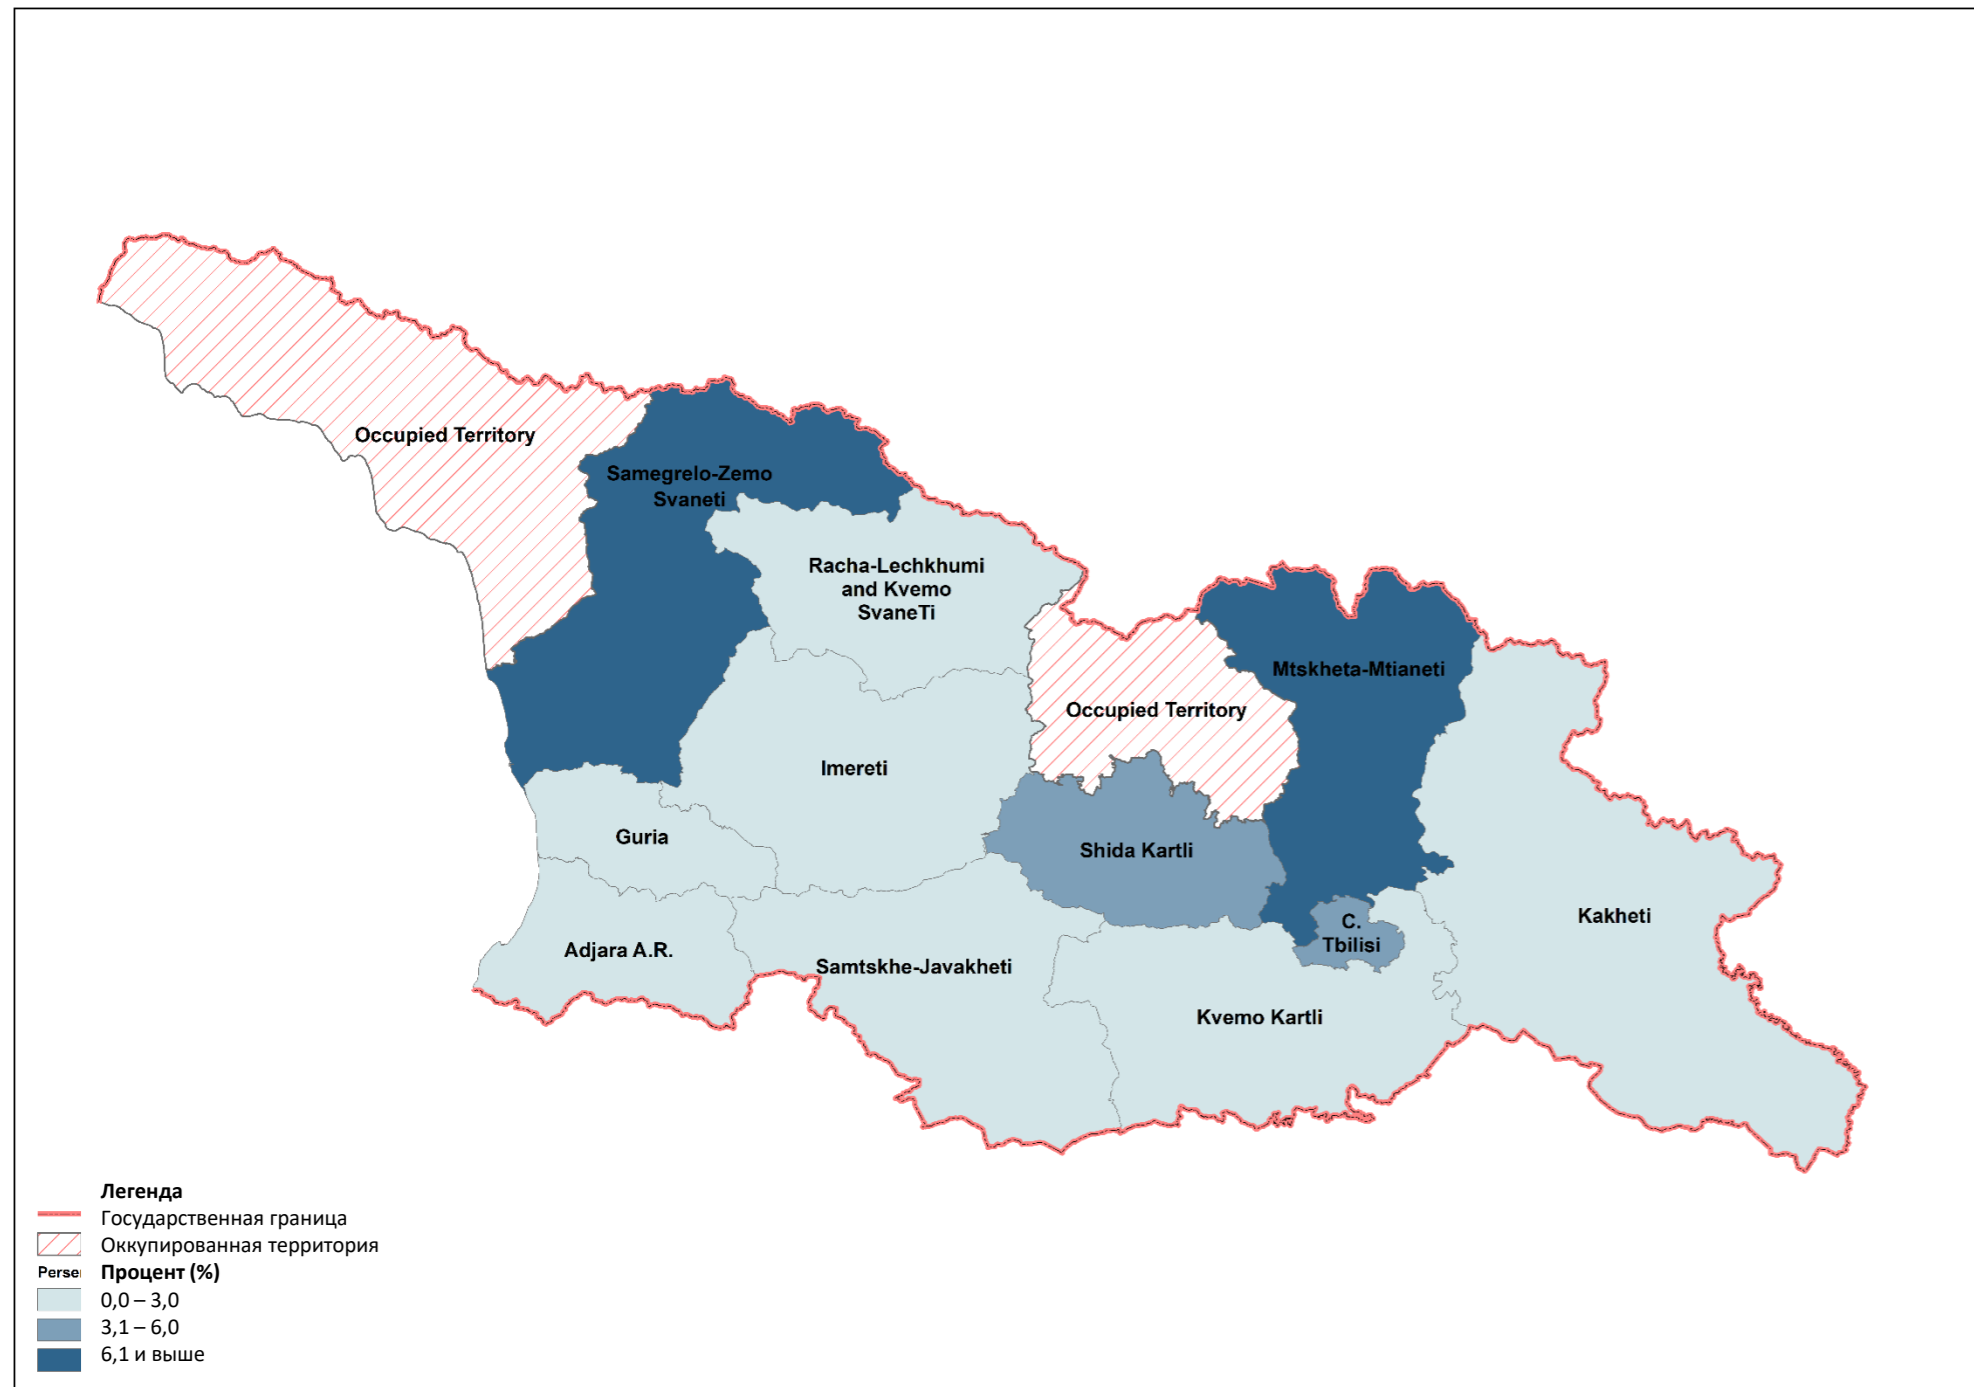 Occupied Territory
Samegrelo-Zemo
Svaneti
Racha-Lechkhumi
and Kvemo
SvaneTi
Mtskheta-Mtianeti
Occupied Territory
Imereti
Guria
Shida Kartli
Kakheti
C.
Tbilisi
Adjara A.R.
Samtskhe-Javakheti
Kvemo Kartli
Легенда
Государственная граница
Оккупированная территория
Perse Процент (%)
0,0 – 3,0
3,1 – 6,0
6,1 и выше